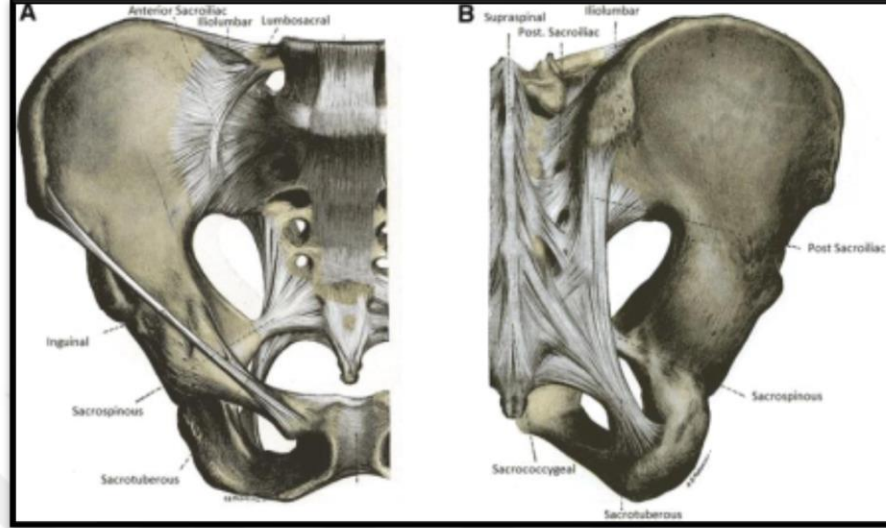 A
Anterior Sacroiliac
Iliolumbar
Lumbosacral
Inguinal
Sacrospinous
Sacrotuberous
B
Supraspinal
Iliolumbar
Post. Sacroiliac
Post Sacroiliac
Sacrospinous
Sacrococcygeal
Sacrotuberous